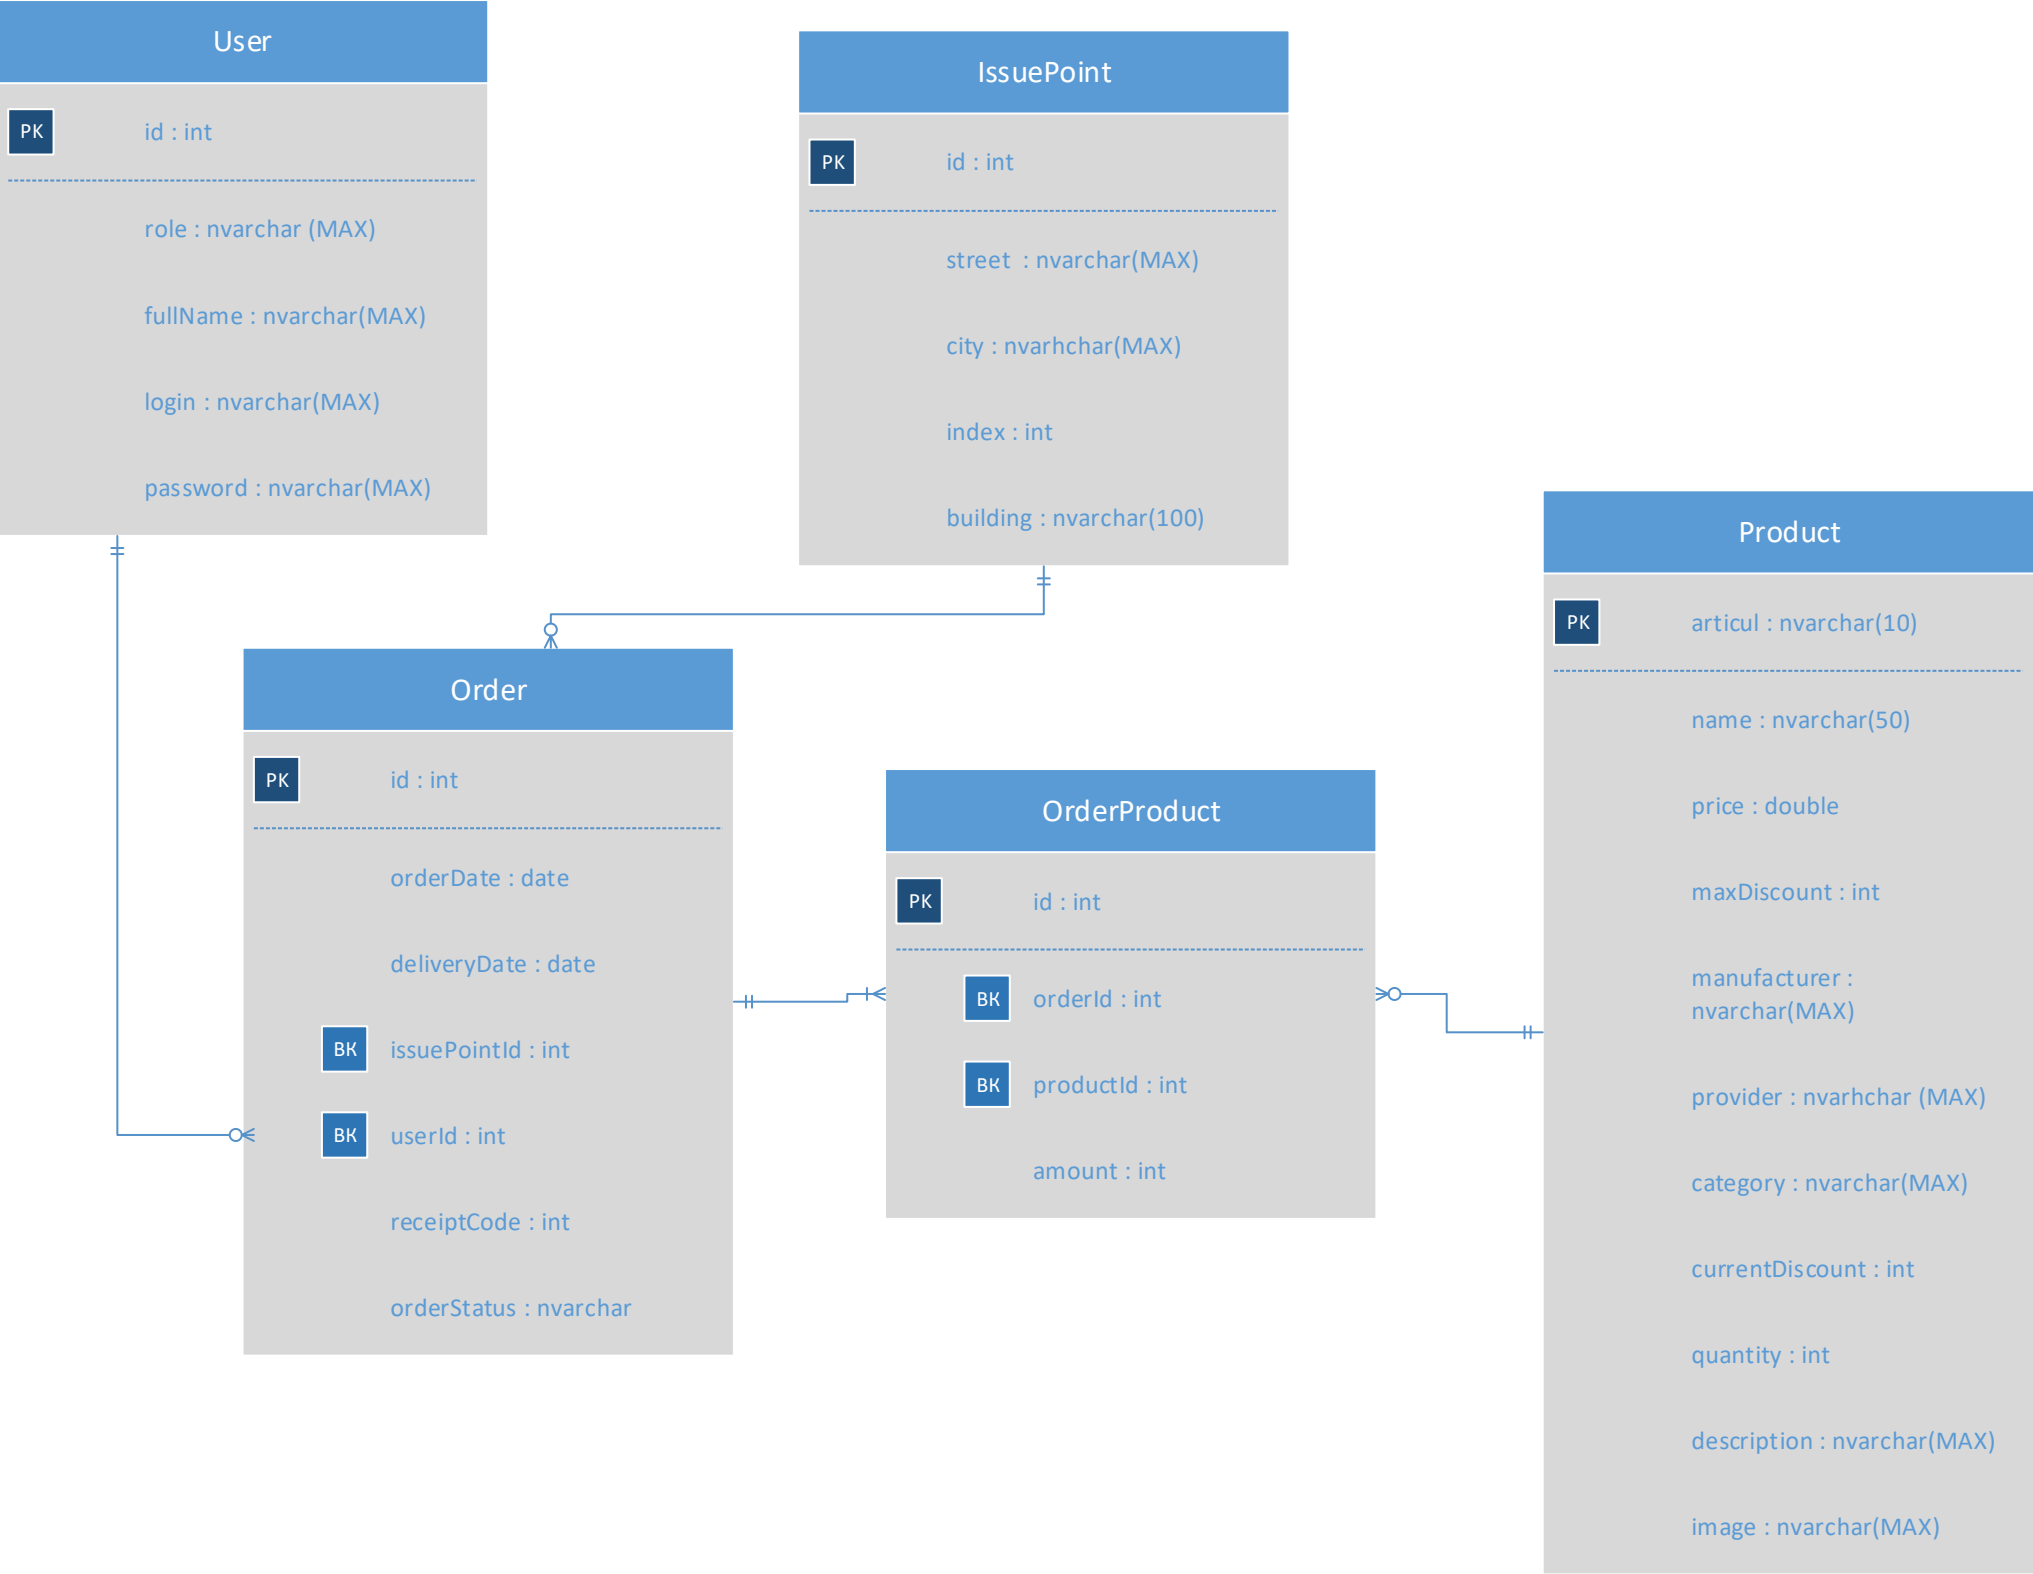 User
PK
id : int
role : nvarchar (MAX)
fullName : nvarchar(MAX)
login : nvarchar(MAX)
password : nvarchar(MAX)
IssuePoint
PK
id : int
street  : nvarchar(MAX)
city : nvarhchar(MAX)
index : int
building : nvarchar(100)
Order
PK
id : int
orderDate : date
deliveryDate : date
BK
issuePointId : int
BK
userId : int
receiptCode : int
orderStatus : nvarchar
OrderProduct
PK
id : int
BK
orderId : int
BK
productId : int
amount : int
Product
PK
articul : nvarchar(10)
name : nvarchar(50)
price : double
maxDiscount : int
manufacturer :
nvarchar(MAX)
provider : nvarhchar (MAX)
category : nvarchar(MAX)
currentDiscount : int
quantity : int
description : nvarchar(MAX)
image : nvarchar(MAX)